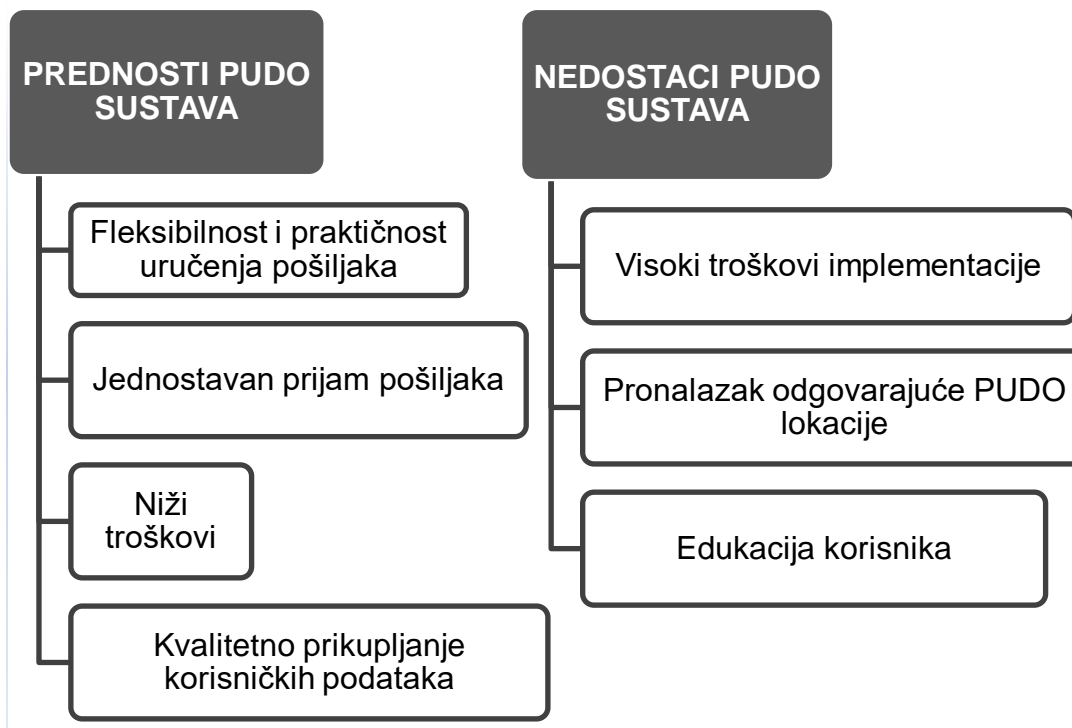 PREDNOSTI PUDO
SUSTAVA
Fleksibilnost i praktičnost
uručenja pošiljaka
Jednostavan prijam pošiljaka
Niži
troškovi
Kvalitetno prikupljanje
korisničkih podataka
NEDOSTACI PUDO
SUSTAVA
Visoki troškovi implementacije
Pronalazak odgovarajuće PUDO
lokacije
Edukacija korisnika